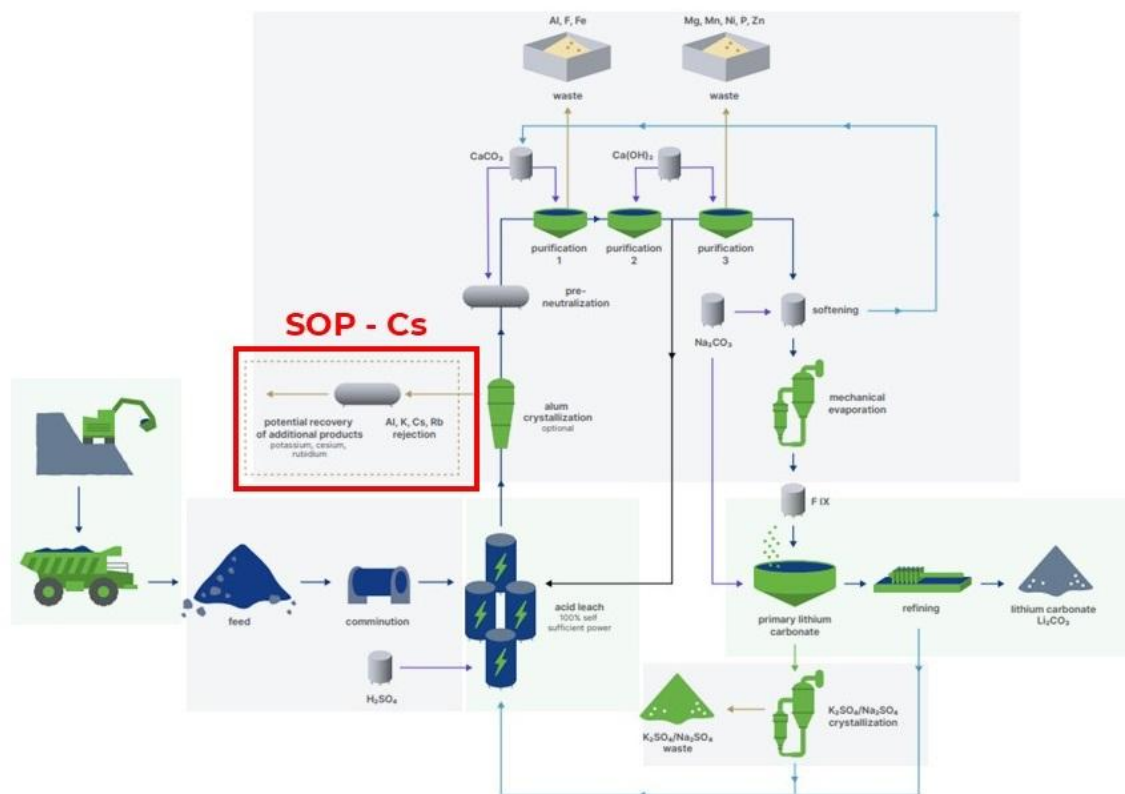 Al, F, Fe
waste
Mg, Mn, Ni, P, Zn
waste
CaCO₃
Ca(OH)₂
purification
1
purification
2
purification
3
pre-
neutralization
softening
Na₂CO₃
SOP - Cs
potential recovery
of additional products
potassium, cesium,
rubidium
Al, K, Cs, Rb
rejection
alum
crystallization
optional
mechanical
evaporation
F IX
feed
comminution
acid leach
100% self
sufficient power
H₂SO₄
primary lithium
carbonate
refining
lithium carbonate
Li₂CO₃
K₂SO₄/Na₂SO₄
waste
K₂SO₄/Na₂SO₄
crystallization